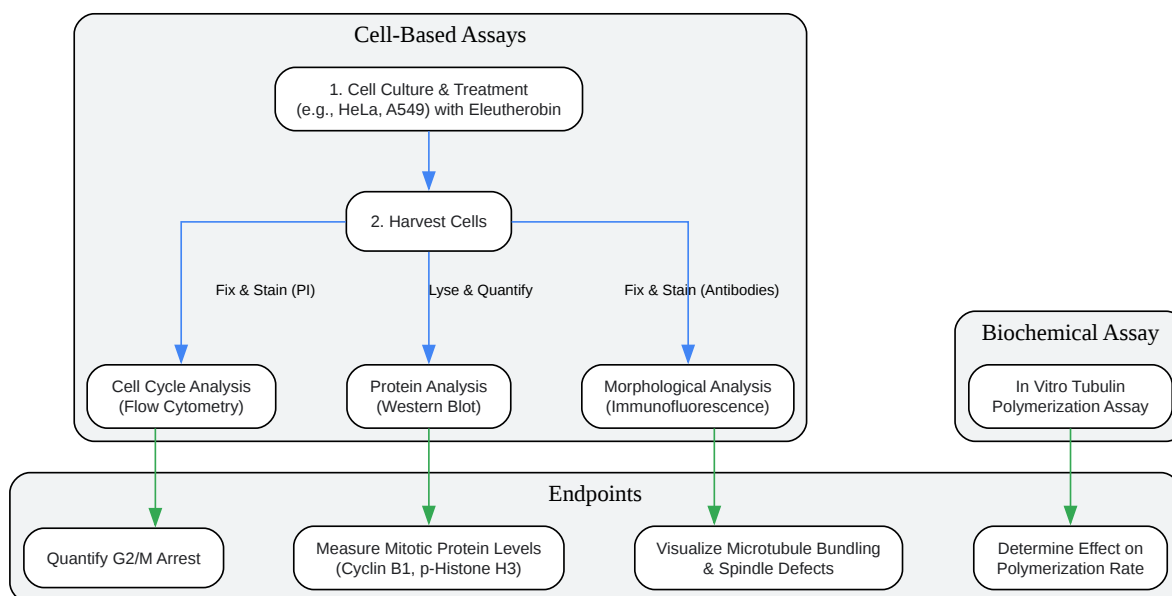 Cell-Based Assays
1. Cell Culture & Treatment
(e.g., HeLa, A549) with Eleutherobin
2. Harvest Cells
Fix & Stain (PI)
Lyse & Quantify
Fix & Stain (Antibodies)
Biochemical Assay
Cell Cycle Analysis
(Flow Cytometry)
Protein Analysis
(Western Blot)
Morphological Analysis
(Immunofluorescence)
In Vitro Tubulin
Polymerization Assay
Endpoints
Quantify G2/M Arrest
Measure Mitotic Protein Levels
(Cyclin B1, p-Histone H3)
Visualize Microtubule Bundling
& Spindle Defects
Determine Effect on
Polymerization Rate